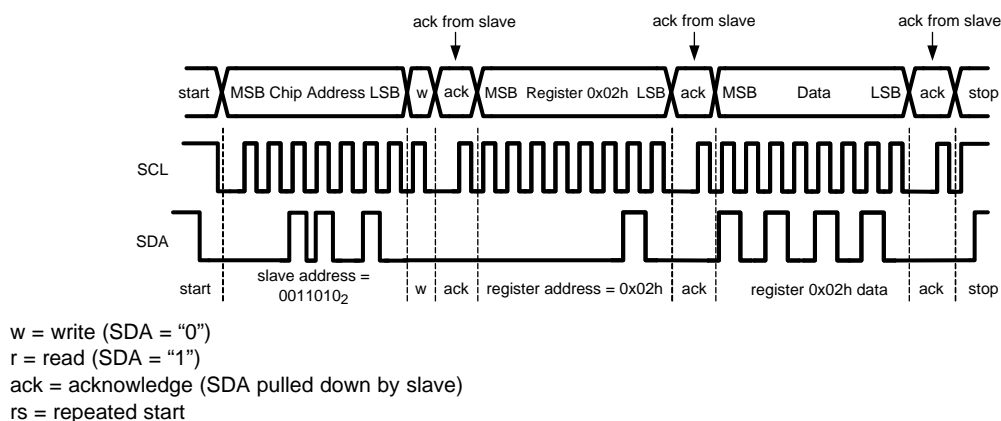 ack from slave ack from slave ack from slave
start MSB Chip Address LSB w ack MSB Register 0x02h LSB ack MSB Data LSB ack stop
SCL
SDA
start slave address = 0011010₂ w ack register address = 0x02h ack register 0x02h data ack stop
w = write (SDA = “0”)
r = read (SDA = “1”)
ack = acknowledge (SDA pulled down by slave)
rs = repeated start